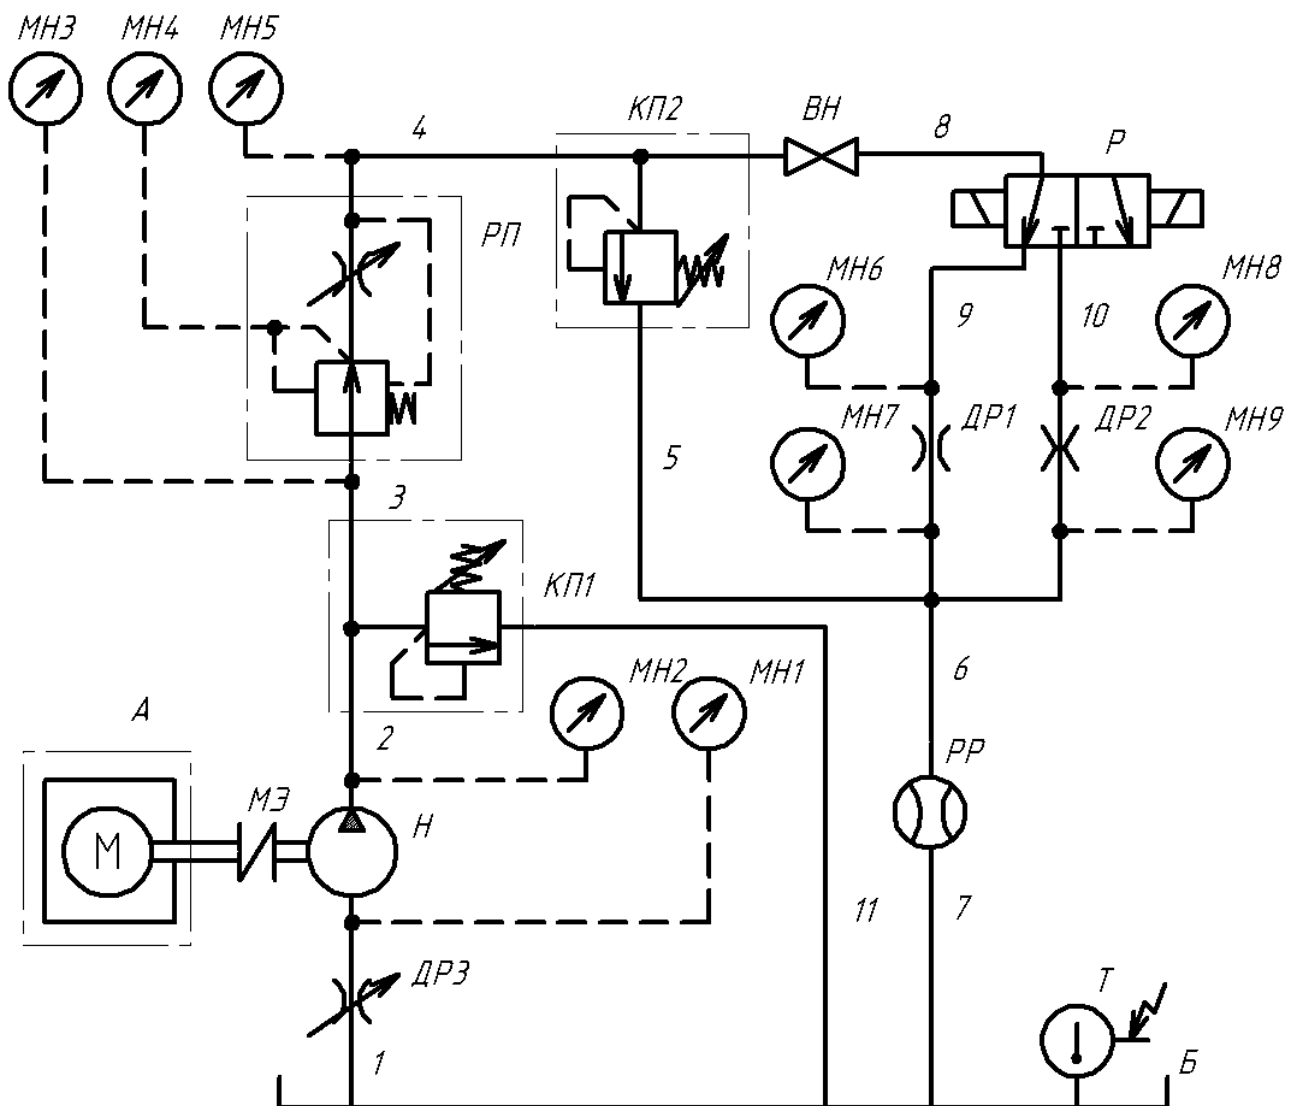 МН3 МН4 МН5
КП2 ВН 8 Р
4
РП МН6 МН8
9 10
МН7 ДР1 ДР2 МН9
5
3
КП1
6
МН2 МН1
А
2
РР
МЭ Н
М
11 7
ДР3 Т
1 Б